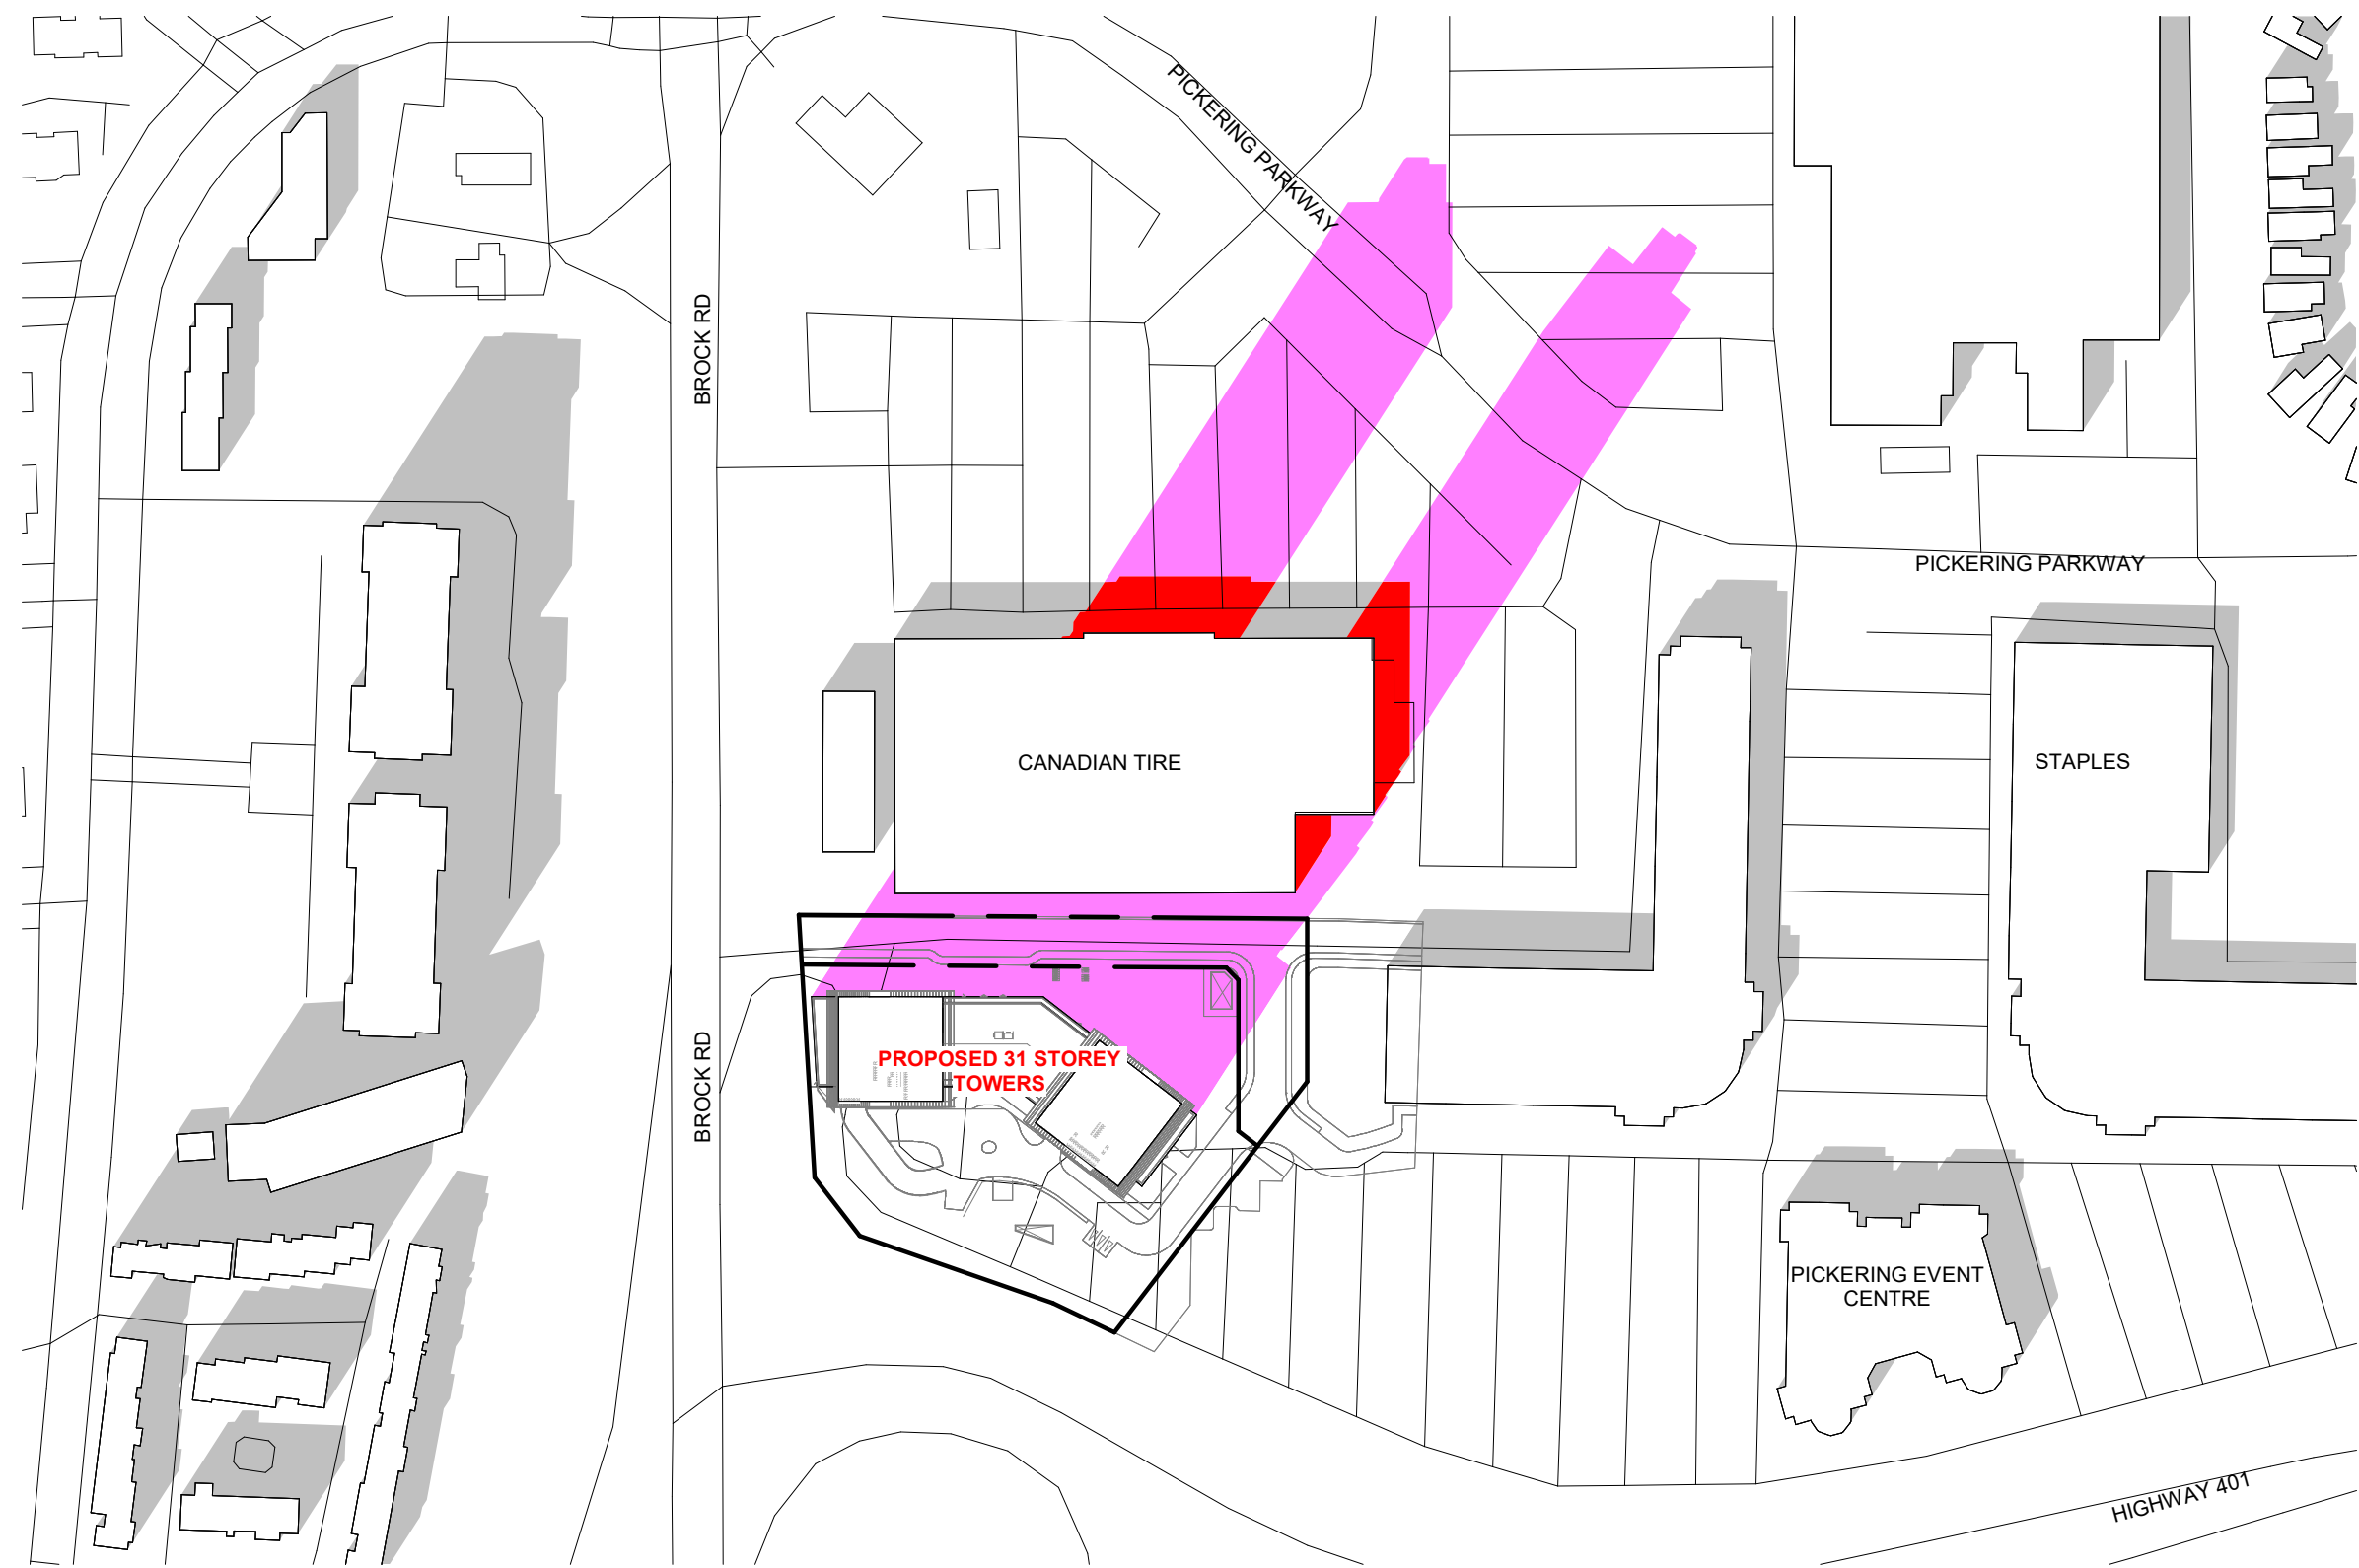 PICKERING PARKWAY
BROCK RD
PICKERING PARKWAY
CANADIAN TIRE
STAPLES
PROPOSED 31 STOREY
TOWERS
BROCK RD
PICKERING EVENT
CENTRE
HIGHWAY 401